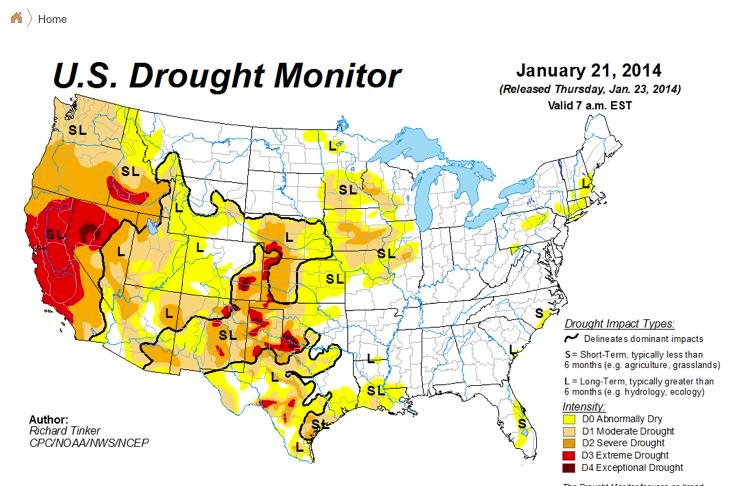 Home
U.S. Drought Monitor
January 21, 2014
(Released Thursday, Jan. 23, 2014)
Valid 7 a.m. EST
SL
L
SL
SL
L
L
SL
L
L
L
SL
SL
L
S
SL
L
L
L
SL
SL
S
L
Drought Impact Types:
Delineates dominant impacts
S = Short-Term, typically less than
6 months (e.g. agriculture, grasslands)
L = Long-Term, typically greater than
6 months (e.g. hydrology, ecology)
Intensity:
D0 Abnormally Dry
D1 Moderate Drought
D2 Severe Drought
D3 Extreme Drought
D4 Exceptional Drought
Author:
Richard Tinker
CPC/NOAA/NWS/NCEP